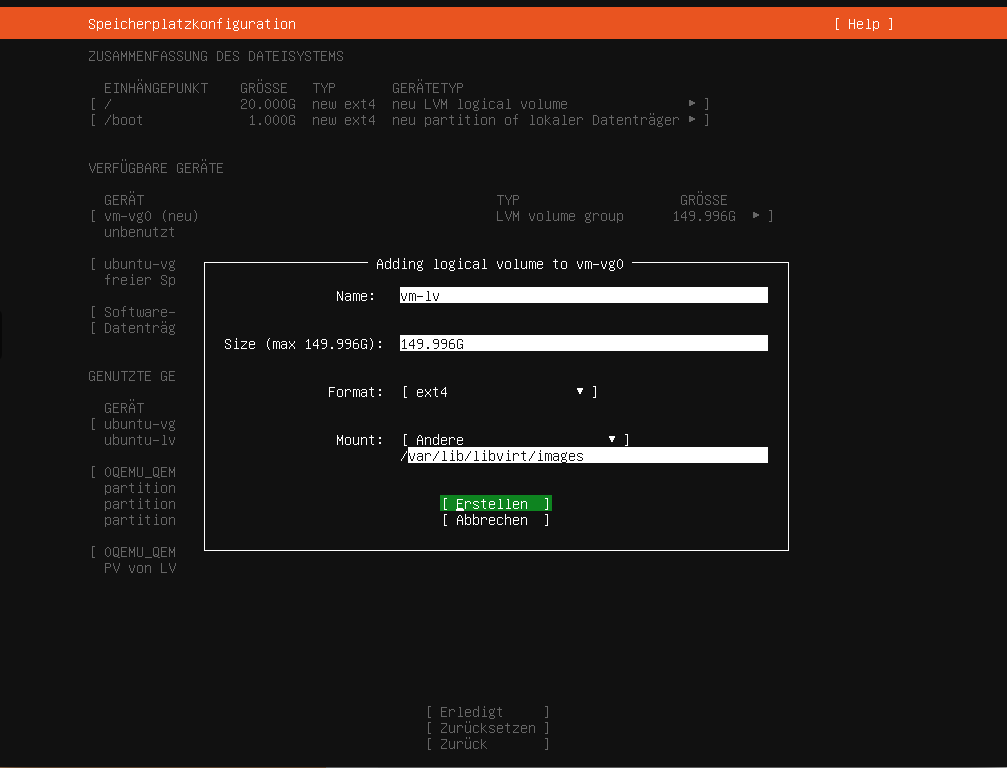 Speicherplatzkonfiguration [ Help ]
ZUSAMMENFASSUNG DES DATEISYSTEMS
EINHÄNGEPUNKT GRÖSSE TYP GERÄTETYP
[ / 20.000G new ext4 neu LVM logical volume ▸ ]
[ /boot 1.000G new ext4 neu partition of lokaler Datenträger ▸ ]
VERFÜGBARE GERÄTE
GERÄT TYP GRÖSSE
[ vm-vg0 (neu) LVM volume group 149.996G ▸ ]
unbenutzt
[ ubuntu-vg
freier Sp
[ Software-
[ Datenträg
GENUTZTE GE
GERÄT
[ ubuntu-vg
ubuntu-lv
[ 0QEMU_QEM
partition
partition
partition
[ 0QEMU_QEM
PV von LV
Adding logical volume to vm-vg0
Name: vm-lv
Size (max 149.996G): 149.996G
Format: [ ext4 ▾ ]
Mount: [ Andere ▾ ]
/var/lib/libvirt/images
[ Erstellen ]
[ Abbrechen ]
[ Erledigt ]
[ Zurücksetzen ]
[ Zurück ]